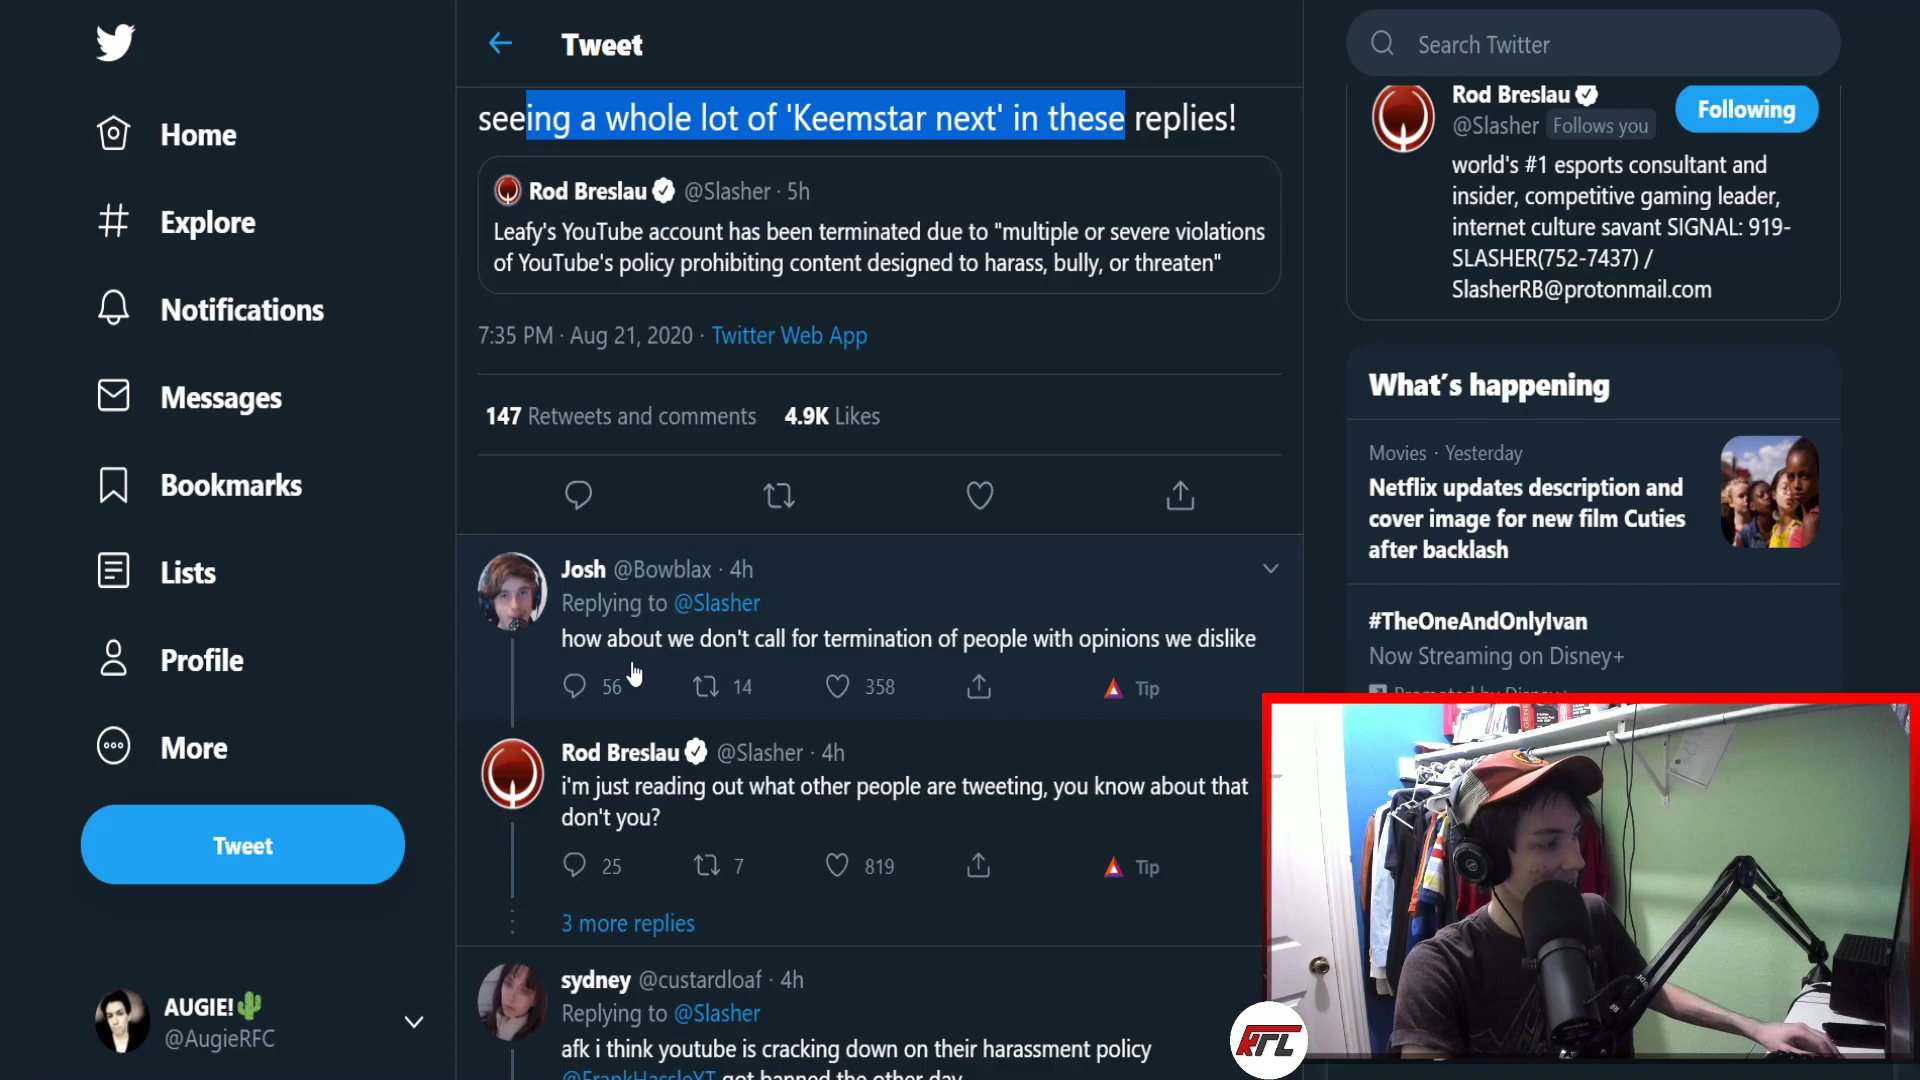 Home
Explore
Notifications
Messages
Bookmarks
Lists
Profile
More
Tweet
AUGIE!🌵
@AugieRFC
Tweet
seeing a whole lot of 'Keemstar next' in these replies!
Rod Breslau @Slasher · 5h
Leafy's YouTube account has been terminated due to "multiple or severe violations
of YouTube's policy prohibiting content designed to harass, bully, or threaten"
7:35 PM · Aug 21, 2020 · Twitter Web App
147 Retweets and comments 4.9K Likes
Josh @Bowblax · 4h
Replying to @Slasher
how about we don't call for termination of people with opinions we dislike
56 14 358 Tip
Rod Breslau @Slasher · 4h
i'm just reading out what other people are tweeting, you know about that
don't you?
25 7 819 Tip
3 more replies
sydney @custardloaf · 4h
Replying to @Slasher
afk i think youtube is cracking down on their harassment policy
@FrankHassleYT got banned the other day
Search Twitter
Rod Breslau
@Slasher Follows you
Following
world's #1 esports consultant and
insider, competitive gaming leader,
internet culture savant SIGNAL: 919-
SLASHER(752-7437) /
SlasherRB@protonmail.com
What's happening
Movies · Yesterday
Netflix updates description and
cover image for new film Cuties
after backlash
#TheOneAndOnlyIvan
Now Streaming on Disney+
Promoted by Disney+
KFL